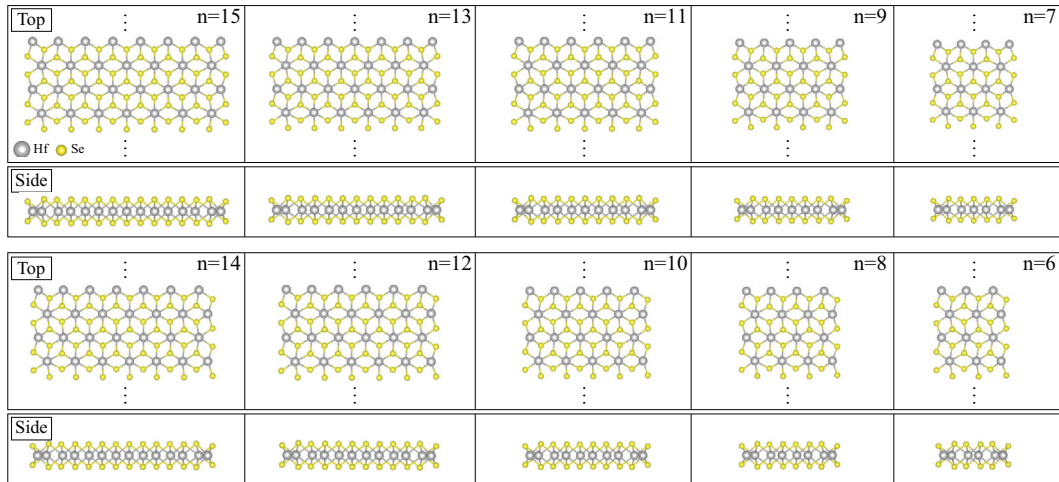 Top
n=15
n=13
n=11
n=9
n=7
Hf Se
Side
Top
n=14
n=12
n=10
n=8
n=6
Side